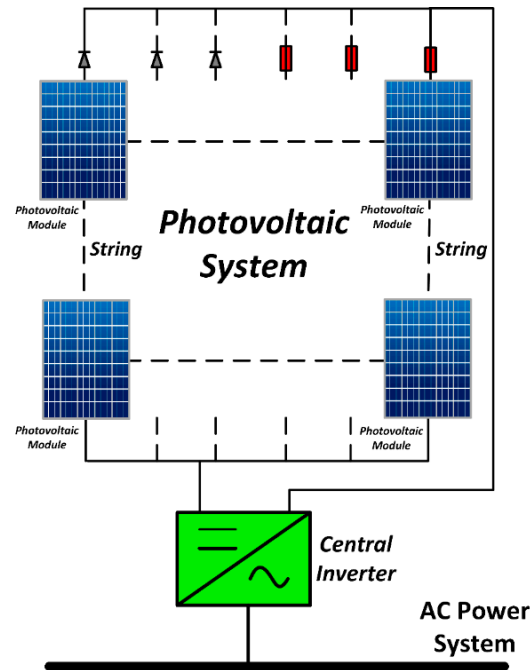 Photovoltaic
Module
Photovoltaic
Module
String
Photovoltaic
System
String
Photovoltaic
Module
Photovoltaic
Module
Central
Inverter
AC Power
System